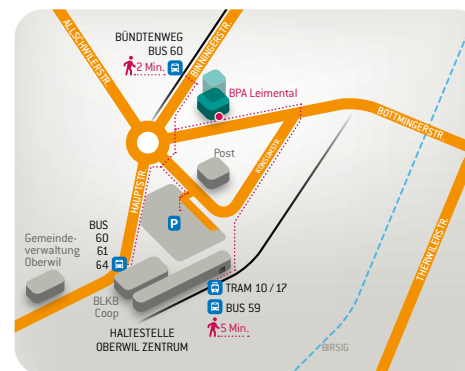 ALLSCHWILERSTR.
BÜNDTENWEG
BUS 60
2 Min.
BINNINGERSTR.
BPA Leimental
BOTTMINGERSTR.
Post
KONSUMSTR.
HAUPTSTR.
P
THERWILERSTR.
Gemeinde-
verwaltung
Oberwil
BUS
60
61
64
BLKB
Coop
TRAM 10 / 17
BUS 59
5 Min.
HALTESTELLE
OBERWIL ZENTRUM
BIRSIG